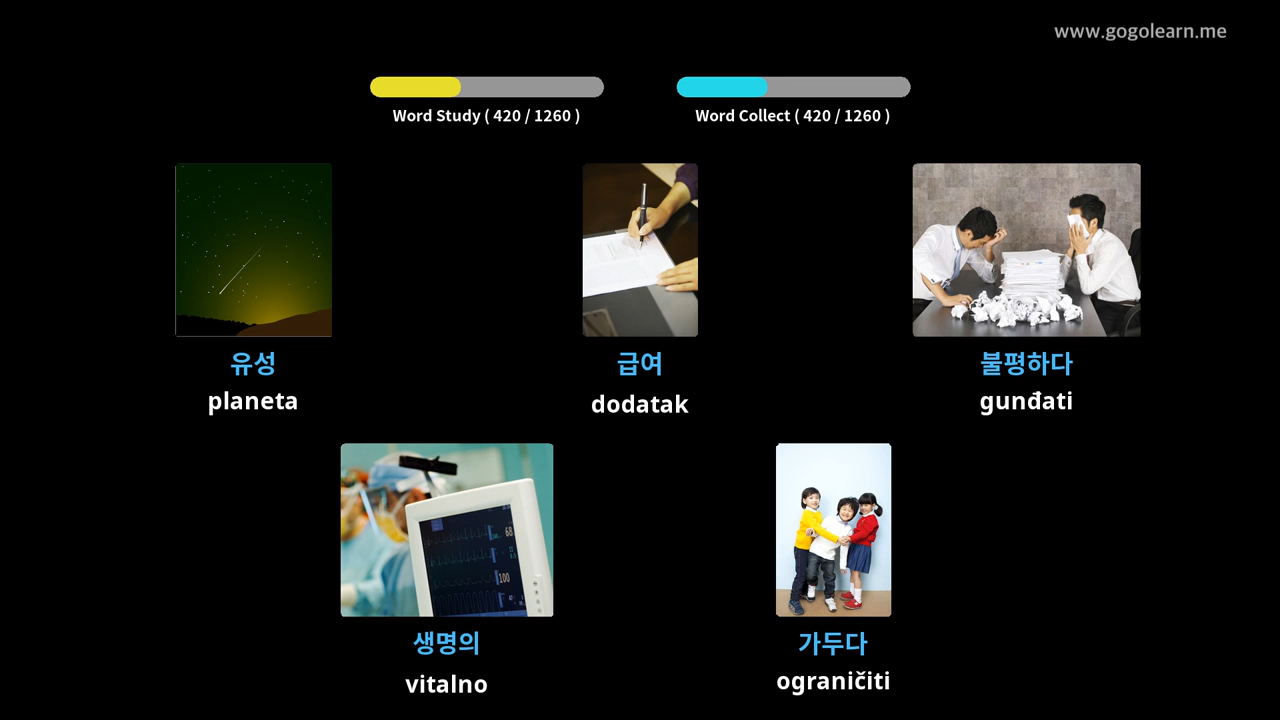 www.gogolearn.me
Word Study ( 420 / 1260 )
Word Collect ( 420 / 1260 )
유성
planeta
급여
dodatak
불평하다
gunđati
생명의
vitalno
가두다
ograničiti